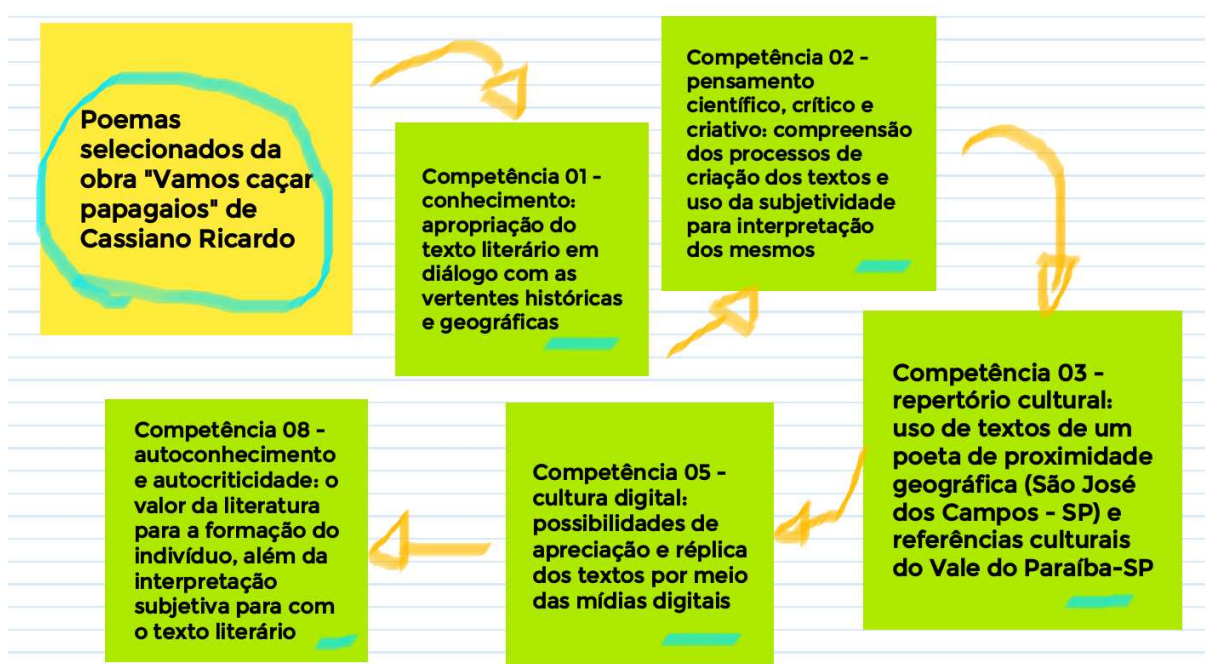 Poemas
selecionados da
obra "Vamos caçar
papagaios" de
Cassiano Ricardo
Competência 01 -
conhecimento:
apropriação do
texto literário em
diálogo com as
vertentes históricas
e geográficas
Competência 02 -
pensamento
científico, crítico e
criativo: compreensão
dos processos de
criação dos textos e
uso da subjetividade
para interpretação
dos mesmos
Competência 03 -
repertório cultural:
uso de textos de um
poeta de proximidade
geográfica (São José
dos Campos - SP) e
referências culturais
do Vale do Paraíba-SP
Competência 05 -
cultura digital:
possibilidades de
apreciação e réplica
dos textos por meio
das mídias digitais
Competência 08 -
autoconhecimento
e autocriticidade: o
valor da literatura
para a formação do
indivíduo, além da
interpretação
subjetiva para com
o texto literário